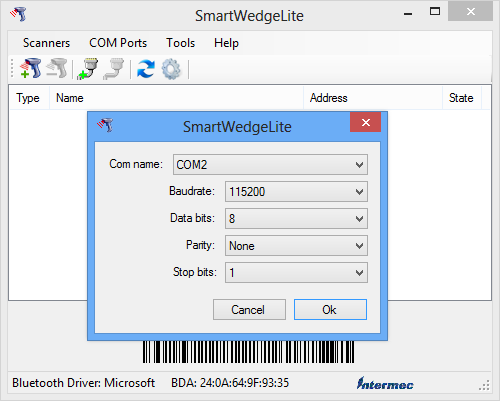 SmartWedgeLite
Scanners COM Ports Tools Help
Type Name Address State
SmartWedgeLite
Com name: COM2
Baudrate: 115200
Data bits: 8
Parity: None
Stop bits: 1
Cancel Ok
Bluetooth Driver: Microsoft BDA: 24:0A:64:9F:93:35 Intermec